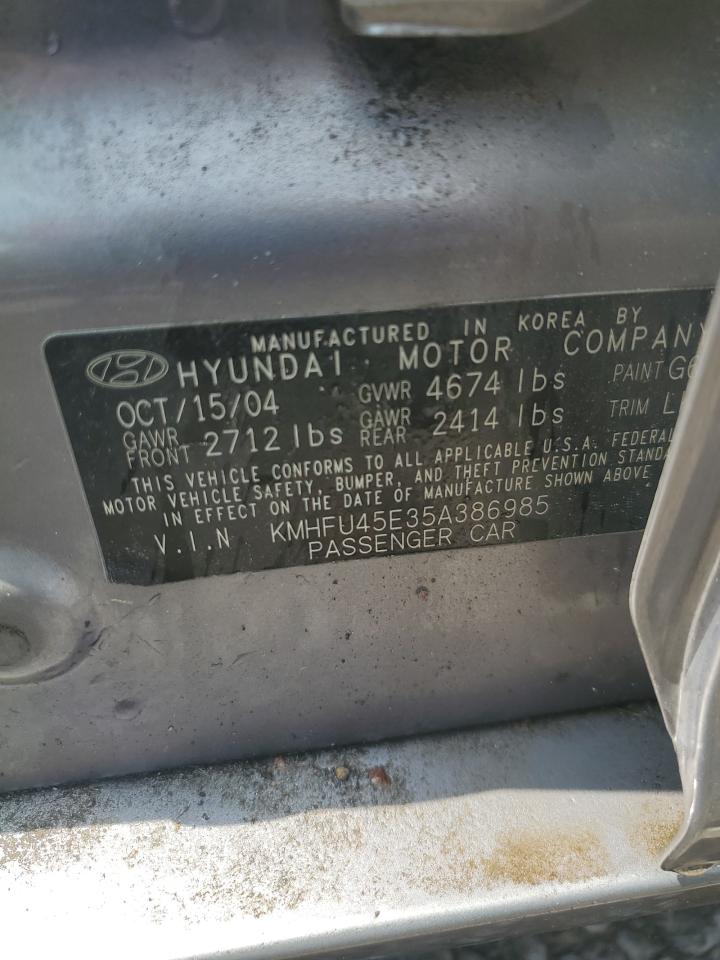 MANUFACTURED IN KOREA BY
HYUNDAI MOTOR COMPANY
OCT/15/04 GVWR 4674 lbs PAINT
GAWR FRONT 2712 lbs GAWR REAR 2414 lbs TRIM
THIS VEHICLE CONFORMS TO ALL APPLICABLE U.S.A. FEDERAL
MOTOR VEHICLE SAFETY, BUMPER, AND THEFT PREVENTION STANDA
IN EFFECT ON THE DATE OF MANUFACTURE SHOWN ABOVE
V.I.N KMHFU45E35A386985
PASSENGER CAR